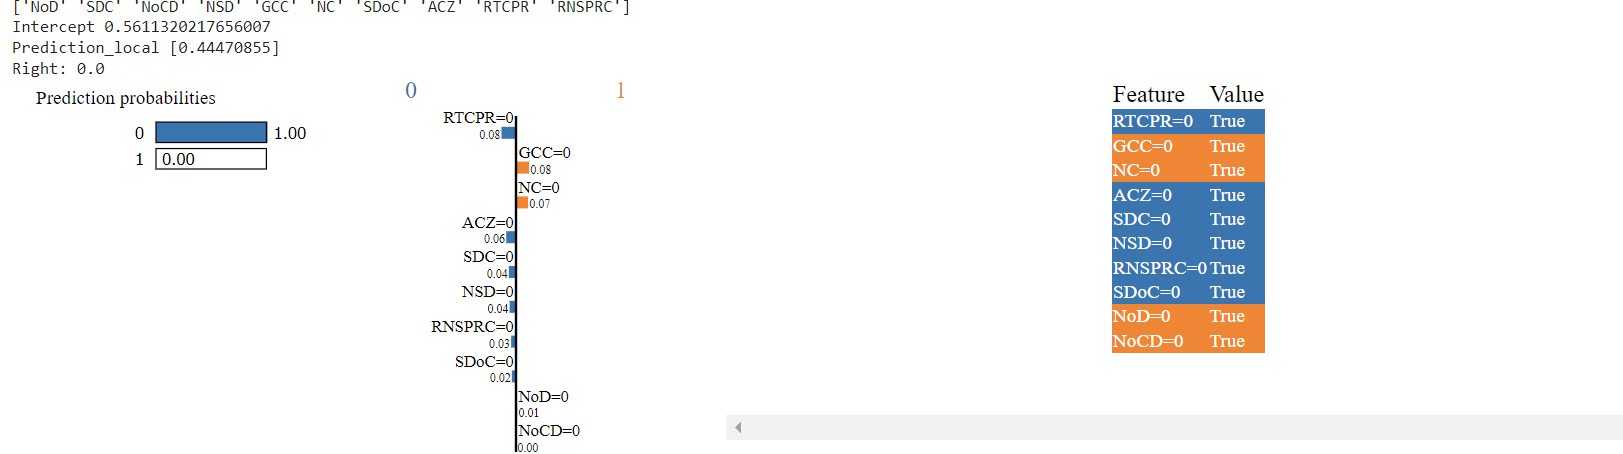 ['NoD' 'SDC' 'NoCD' 'NSD' 'GCC' 'NC' 'SDoC' 'ACZ' 'RTCPR' 'RNSPRC']
Intercept 0.5611320217656007
Prediction_local [0.44470855]
Right: 0.0
Prediction probabilities
0 1.00
1 0.00
0 1
RTCPR=0
0.08
GCC=0
0.08
NC=0
0.07
ACZ=0
0.06
SDC=0
0.04
NSD=0
0.04
RNSPRC=0
0.03
SDoC=0
0.02
NoD=0
0.01
NoCD=0
0.00
Feature Value
RTCPR=0 True
GCC=0 True
NC=0 True
ACZ=0 True
SDC=0 True
NSD=0 True
RNSPRC=0 True
SDoC=0 True
NoD=0 True
NoCD=0 True